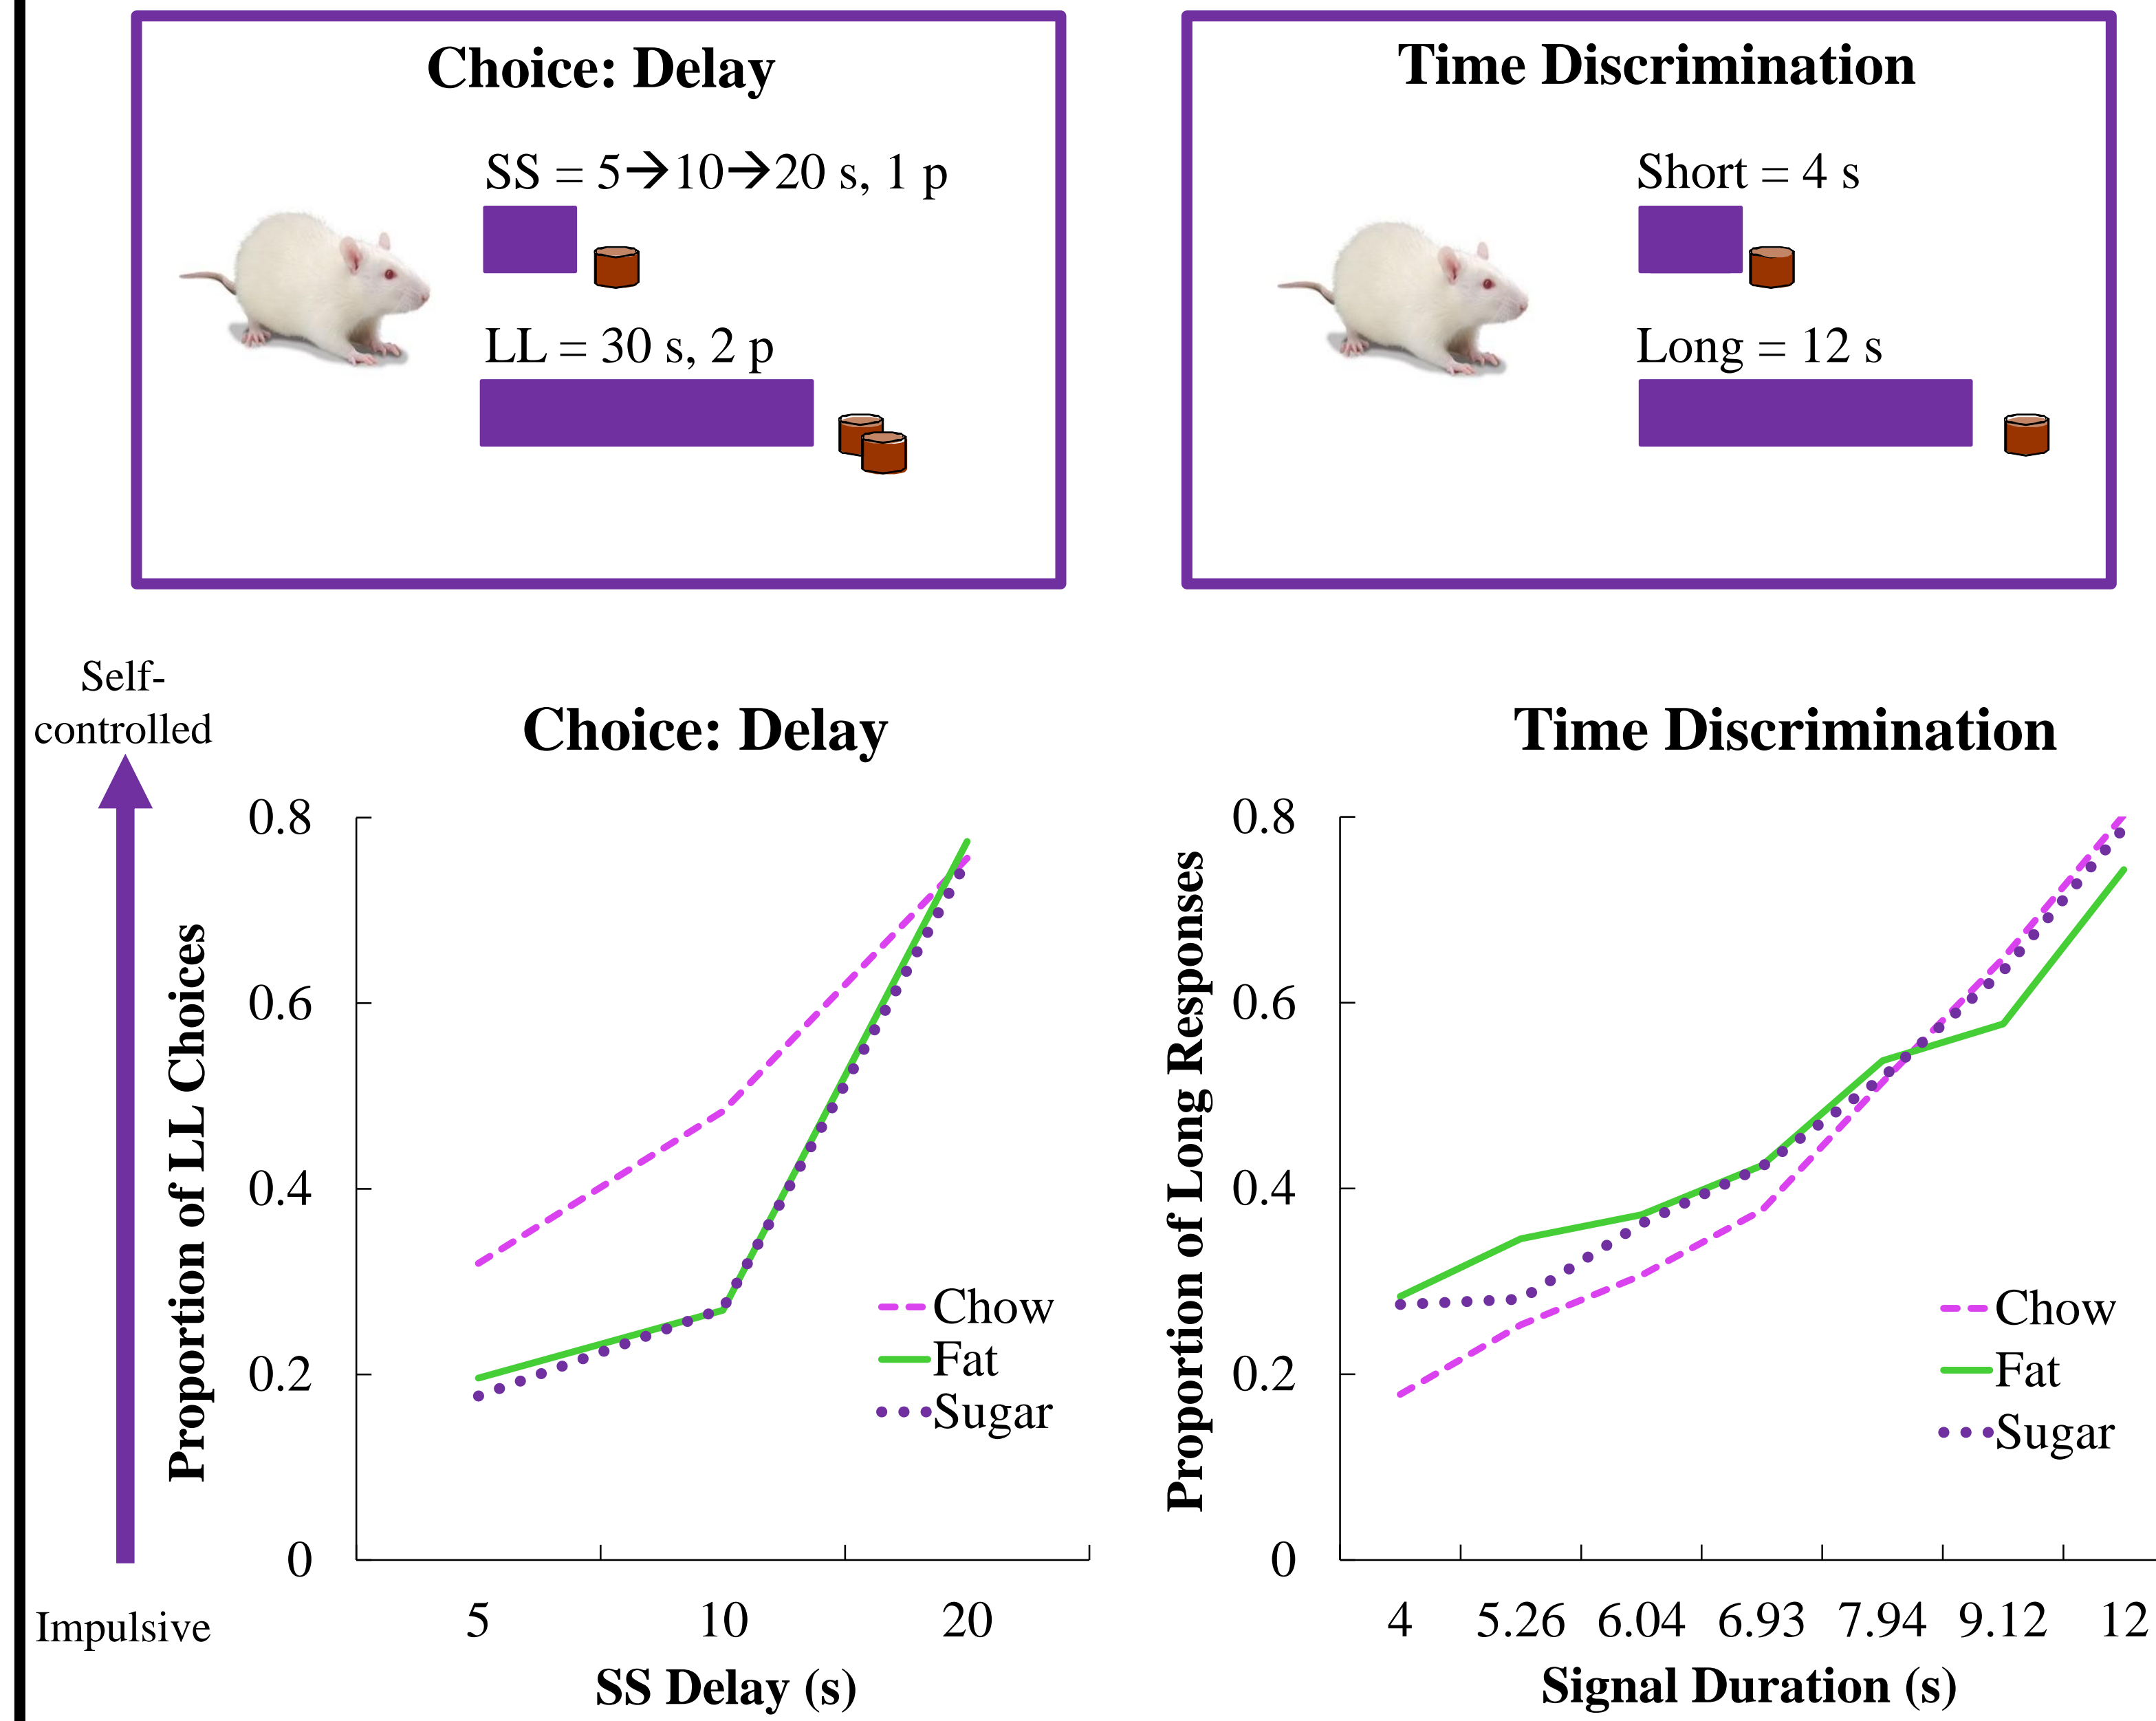 Choice: Delay
SS = 5→10→20 s, 1 p
LL = 30 s, 2 p
Time Discrimination
Short = 4 s
Long = 12 s
Self-
controlled
Impulsive
Choice: Delay
Proportion of LL Choices
0.8
0.6
0.4
0.2
0
Chow
Fat
Sugar
5 10 20
SS Delay (s)
Time Discrimination
Proportion of Long Responses
0.8
0.6
0.4
0.2
0
Chow
Fat
Sugar
4 5.26 6.04 6.93 7.94 9.12 12
Signal Duration (s)